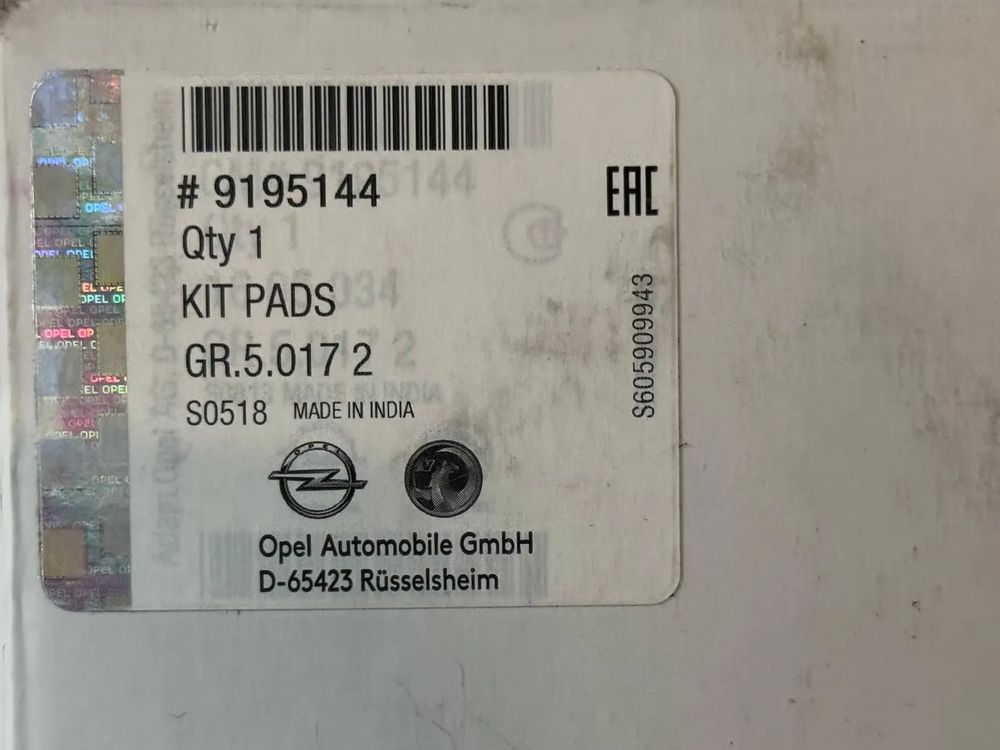 # 9195144
Qty 1
KIT PADS
GR.5.017 2
S0518 MADE IN INDIA
EAC
S605909943
OPEL
Opel Automobile GmbH
D-65423 Rüsselsheim